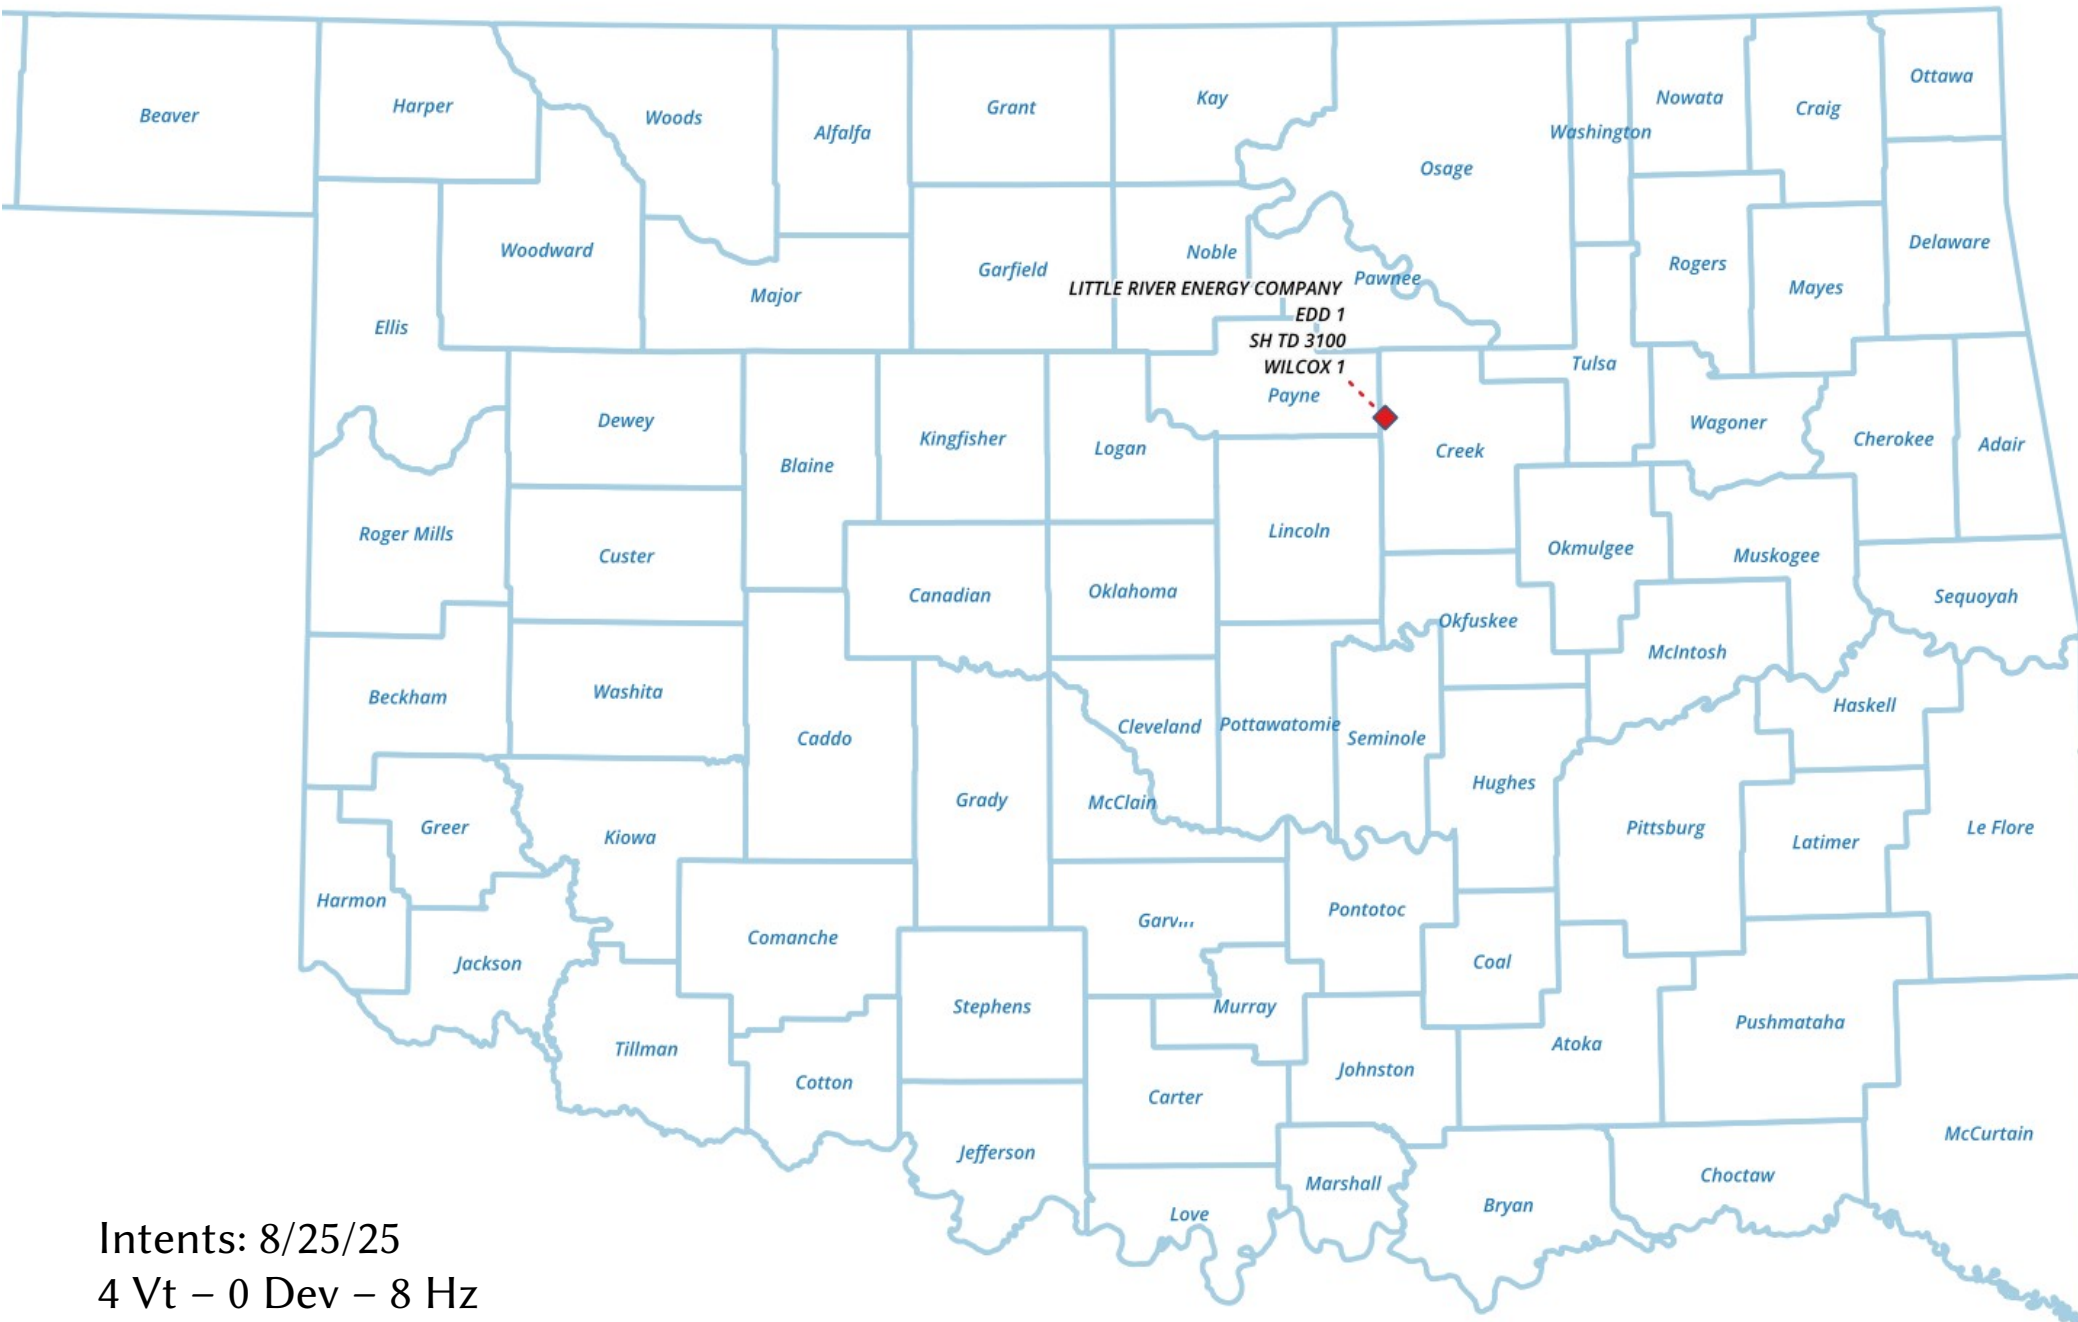 Beaver
Harper
Woods
Alfalfa
Grant
Kay
Osage
Washington
Nowata
Craig
Ottawa
Ellis
Woodward
Major
Garfield
Noble
Pawnee
Rogers
Mayes
Delaware
LITTLE RIVER ENERGY COMPANY
EDD 1
SH TD 3100
WILCOX 1
Tulsa
Dewey
Blaine
Kingfisher
Logan
Payne
Creek
Wagoner
Cherokee
Adair
Roger Mills
Custer
Canadian
Oklahoma
Lincoln
Okmulgee
Muskogee
Sequoyah
Okfuskee
McIntosh
Beckham
Washita
Caddo
Grady
Cleveland
McClain
Pottawatomie
Seminole
Hughes
Haskell
Pittsburg
Latimer
Le Flore
Greer
Kiowa
Harmon
Jackson
Comanche
Garv...
Pontotoc
Coal
Stephens
Murray
Tillman
Cotton
Carter
Johnston
Atoka
Pushmataha
McCurtain
Jefferson
Love
Marshall
Bryan
Choctaw
Intents: 8/25/25
4 Vt – 0 Dev – 8 Hz